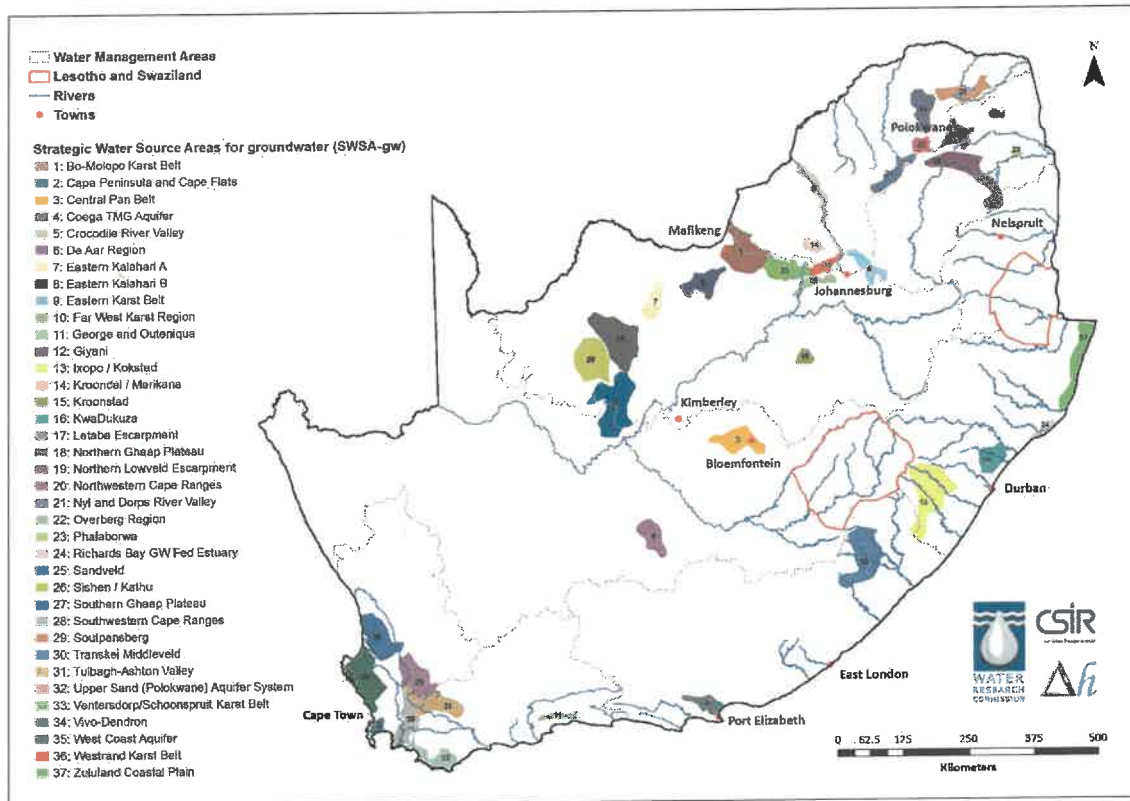 Water Management Areas
Lesotho and Swaziland
Rivers
Towns
Strategic Water Source Areas for groundwater (SWSA-gw)
1: Bo-Molopo Karst Belt
2: Cape Peninsula and Cape Flats
3: Central Pan Belt
4: Coega TMG Aquifer
5: Crocodile River Valley
6: De Aar Region
7: Eastern Kalahari A
8: Eastern Kalahari B
9: Eastern Karst Belt
10: Far West Karst Region
11: George and Outeniqua
12: Giyani
13: Ixopo / Kokstad
14: Kroondal / Marikana
15: Kroonstad
16: KwaDukuza
17: Letaba Escarpment
18: Northern Ghaap Plateau
19: Northern Lowveld Escarpment
20: Northwestern Cape Ranges
21: Nyl and Dorps River Valley
22: Overberg Region
23: Phalaborwa
24: Richards Bay GW Fed Estuary
25: Sandveld
26: Sishen / Kathu
27: Southern Ghaap Plateau
28: Southwestern Cape Ranges
29: Soutpansberg
30: Transkei Middleveld
31: Tulbagh-Ashton Valley
32: Upper Sand (Polokwane) Aquifer System
33: Ventersdorp/Schoonspruit Karst Belt
34: Vivo-Dendron
35: West Coast Aquifer
36: Westrand Karst Belt
37: Zululand Coastal Plain
N
Polokwane
Nelspruit
Mafikeng
14
1
Johannesburg
7
Kimberley
3
Bloemfontein
Durban
East London
Cape Town
Port Elizabeth
WATER
RESEARCH
COMMISSION
CSIR
Δh
0 62.5 125 250 375 500
Kilometers